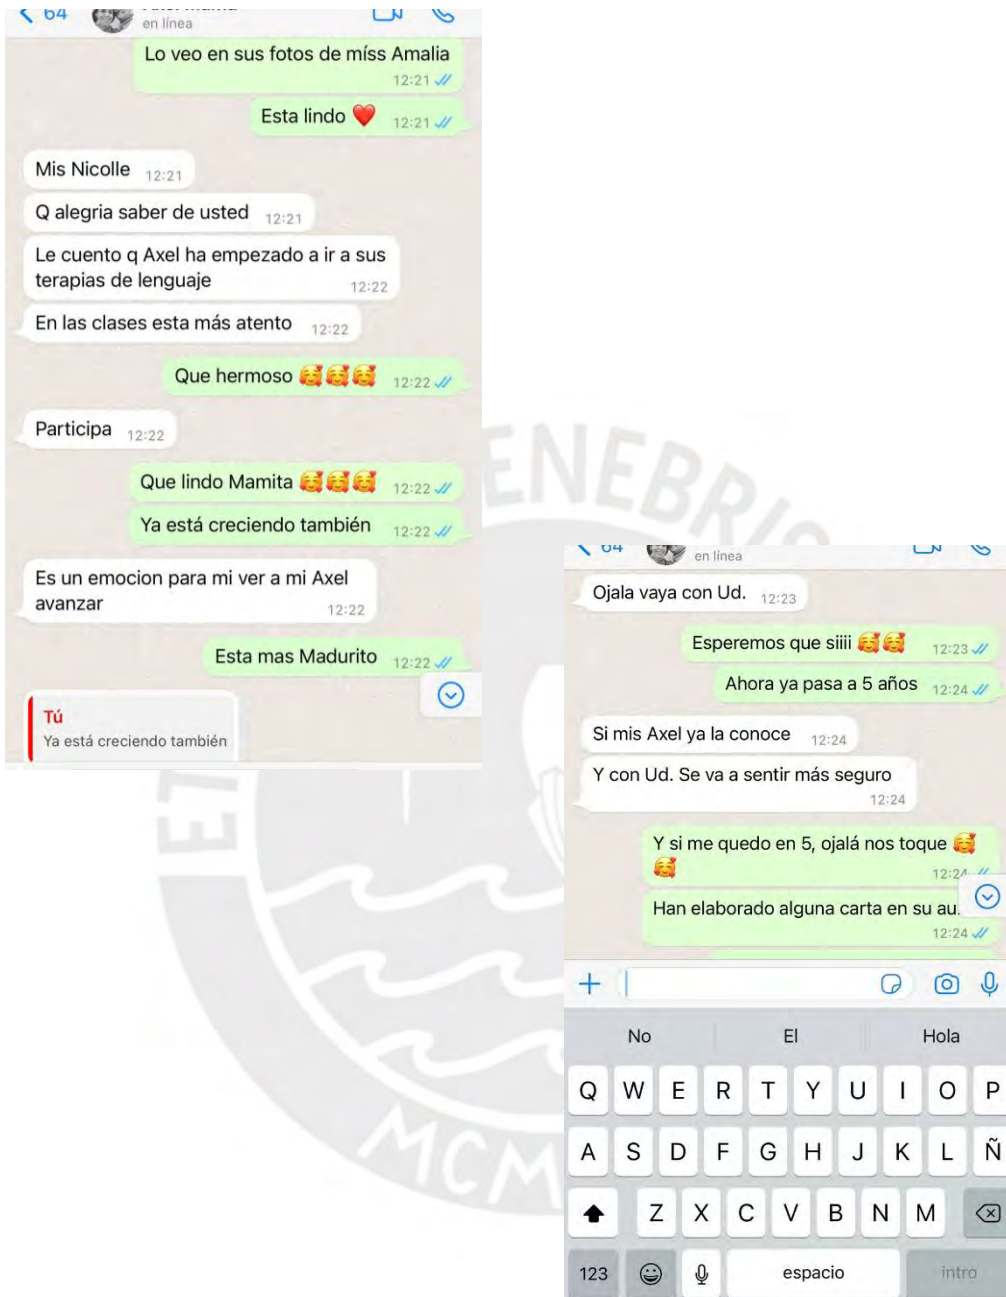 64
en línea
Lo veo en sus fotos de míss Amalia
12:21
Esta lindo ❤️ 12:21
Mis Nicolle 12:21
Q alegria saber de usted 12:21
Le cuento q Axel ha empezado a ir a sus
terapias de lenguaje 12:22
En las clases esta más atento 12:22
Que hermoso 🥰🥰🥰 12:22
Participa 12:22
Que lindo Mamita 🥰🥰🥰 12:22
Ya está creciendo también 12:22
Es un emocion para mi ver a mi Axel
avanzar 12:22
Esta mas Madurito 12:22
Tú
Ya está creciendo también
64
en línea
Ojala vaya con Ud. 12:23
Esperemos que siiii 🥰🥰 12:23
Ahora ya pasa a 5 años 12:24
Si mis Axel ya la conoce 12:24
Y con Ud. Se va a sentir más seguro
12:24
Y si me quedo en 5, ojalá nos toque 🥰
🥰 12:24
Han elaborado alguna carta en su au
12:24
No El Hola
Q W E R T Y U I O P
A S D F G H J K L Ñ
Z X C V B N M
123 espacio intro
ENEBRI
ET
MCM